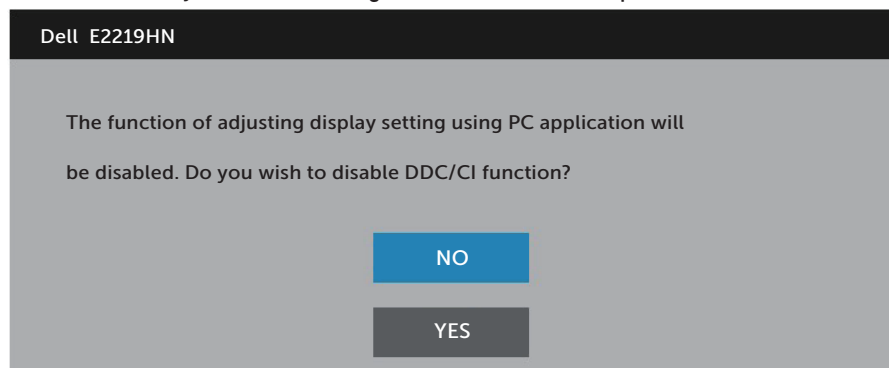 Dell E2219HN
The function of adjusting display setting using PC application will
be disabled. Do you wish to disable DDC/CI function?
NO
YES